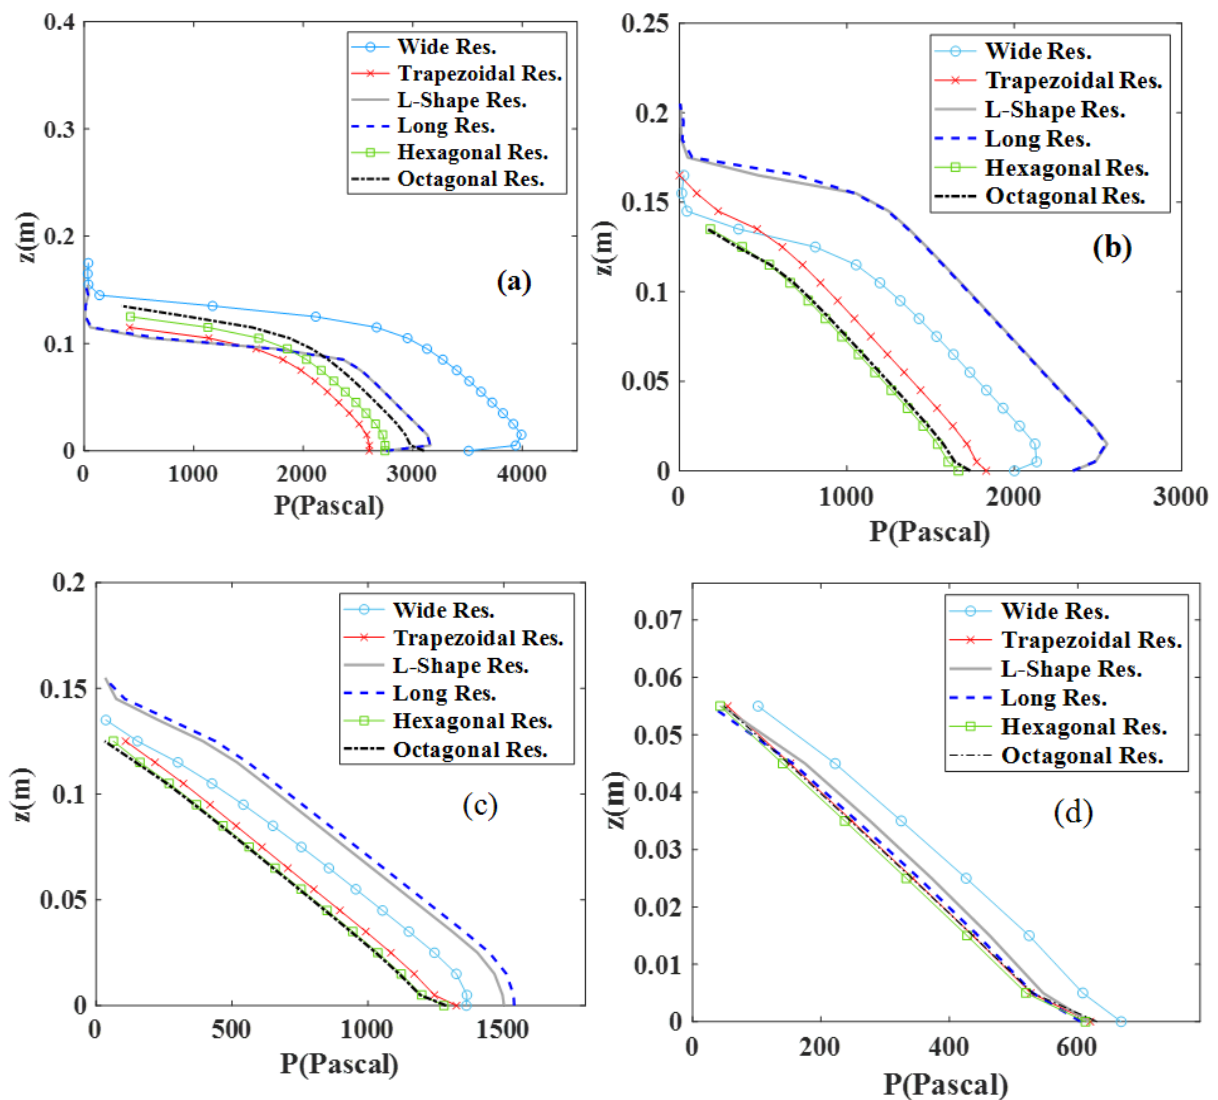 0.4
0.3
0.2
0.1
0
z(m)
0
1000
2000
3000
4000
4500
P(Pascal)
Wide Res.
Trapezoidal Res.
L-Shape Res.
Long Res.
Hexagonal Res.
Octagonal Res.
(a)
0.25
0.2
0.15
0.1
0.05
0
z(m)
0
1000
2000
3000
P(Pascal)
Wide Res.
Trapezoidal Res.
L-Shape Res.
Long Res.
Hexagonal Res.
Octagonal Res.
(b)
0.2
0.15
0.1
0.05
0
z(m)
0
500
1000
1500
P(Pascal)
Wide Res.
Trapezoidal Res.
L-Shape Res.
Long Res.
Hexagonal Res.
Octagonal Res.
(c)
0.07
0.06
0.05
0.04
0.02
0.01
0
z(m)
0
200
400
600
P(Pascal)
Wide Res.
Trapezoidal Res.
L-Shape Res.
Long Res.
Hexagonal Res.
Octagonal Res.
(d)